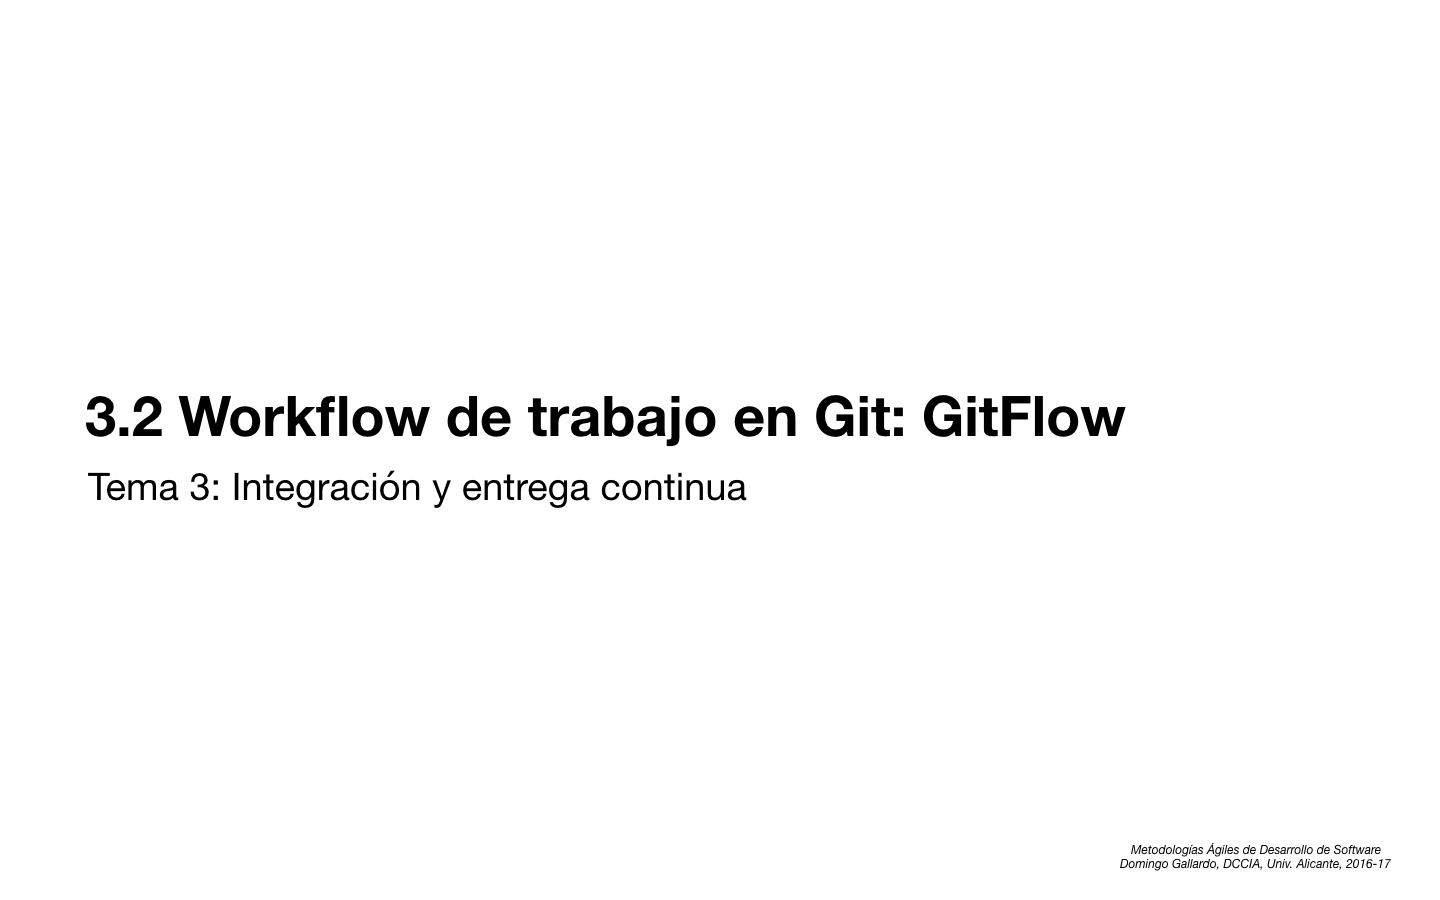 3.2 Workflow de trabajo en Git: GitFlow
Tema 3: Integración y entrega continua
Metodologías Ágiles de Desarrollo de Software
Domingo Gallardo, DCCIA, Univ. Alicante, 2016-17